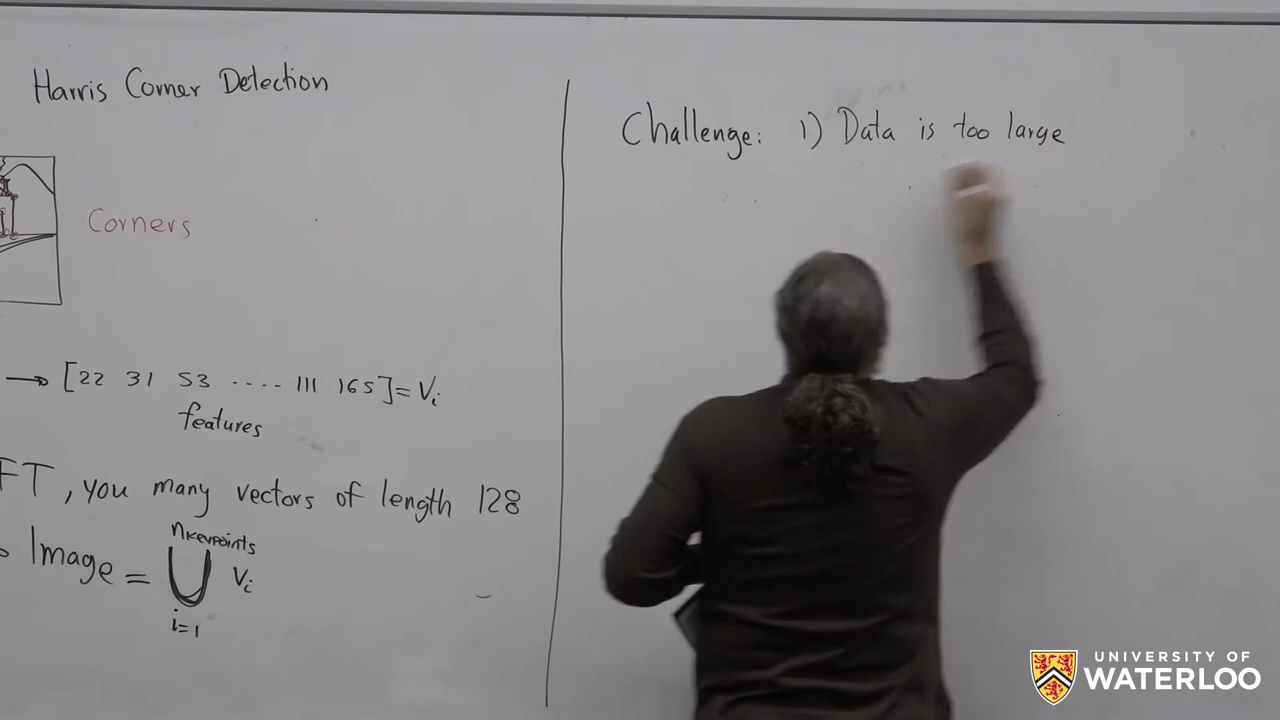 Harris Corner Detection
Corners
→ [22 31 53 .... 111 165] = Vi
features
FT, you many vectors of length 128
Image = ⋃ Vi
nkeypoints
i=1
Challenge: 1) Data is too large
UNIVERSITY OF
WATERLOO